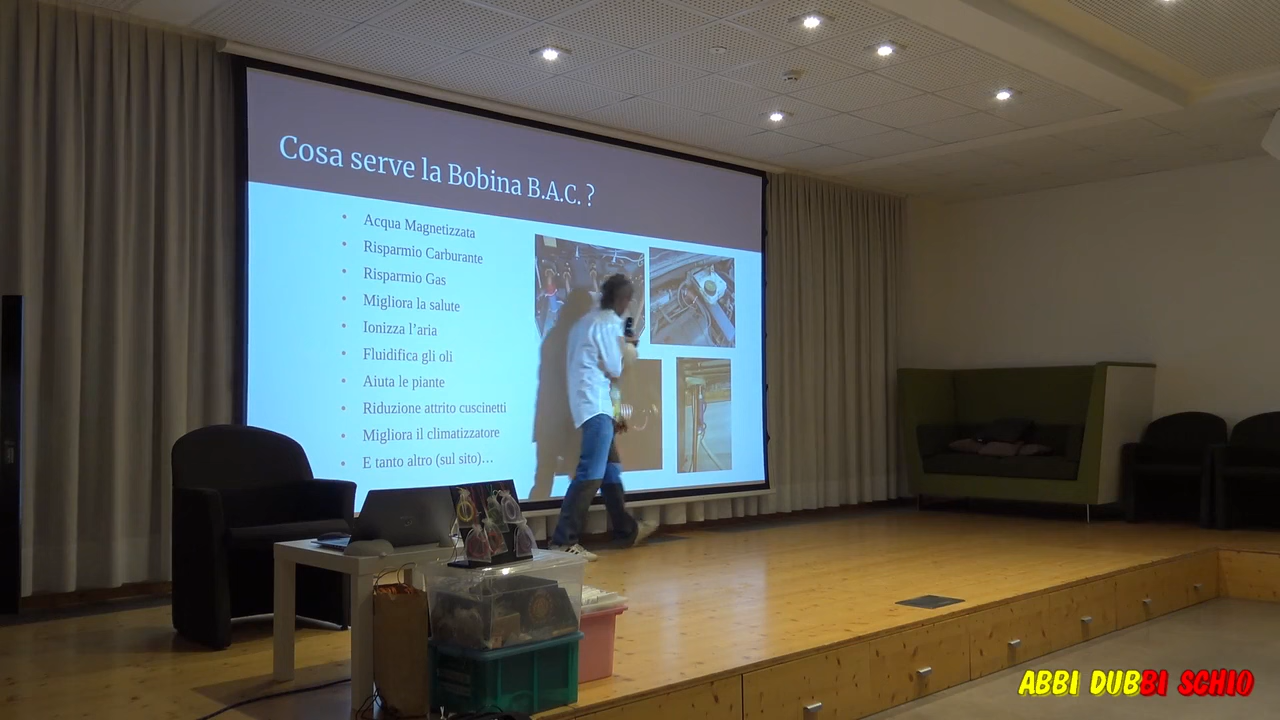 Cosa serve la Bobina B.A.C. ?
Acqua Magnetizzata
Risparmio Carburante
Risparmio Gas
Migliora la salute
Ionizza l'aria
Fluidifica gli oli
Aiuta le piante
Riduzione attrito cuscinetti
Migliora il climatizzatore
E tanto altro (sul sito)…
ABBI DUBBI SCHIO